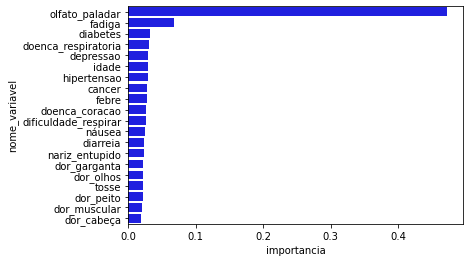 nome_variavel
olfato_paladar
fadiga
diabetes
doenca_respiratoria
depressao
idade
hipertensao
cancer
febre
doenca_coracao
dificuldade_respirar
náusea
diarreia
nariz_entupido
dor_garganta
dor_olhos
tosse
dor_peito
dor_muscular
dor_cabeça
0.0 0.1 0.2 0.3 0.4
importancia